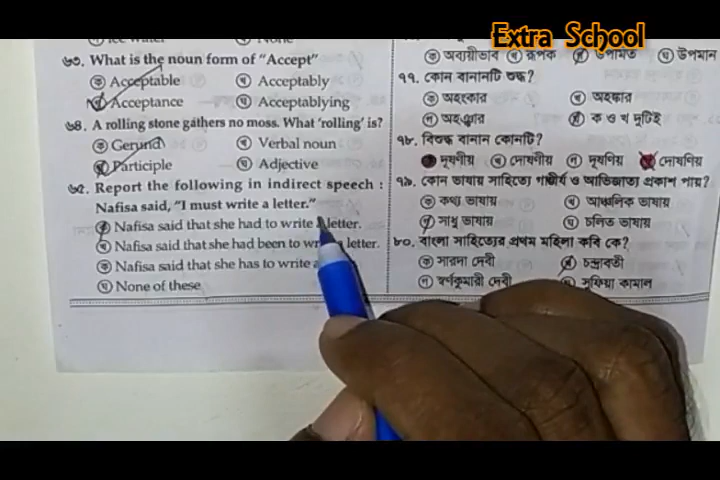 Extra School
None
৬৩. What is the noun form of "Accept"
ক Acceptable
খ Acceptably
গ Acceptance
ঘ Acceptablying
৬৪. A rolling stone gathers no moss. What 'rolling' is?
ক Gerund
খ Verbal noun
গ Participle
ঘ Adjective
৬৫. Report the following in indirect speech :
Nafisa said, "I must write a letter."
ক Nafisa said that she had to write a letter.
খ Nafisa said that she had been to write a letter.
গ Nafisa said that she has to write a
ঘ None of these
ক অব্যয়ীভাব খ রূপক গ উপমিত ঘ উপমান
৭৭. কোন বানানটি শুদ্ধ?
ক অহংকার
খ অহঙ্কার
গ
ঘ ক ও খ দুটিই
৭৮. বিশুদ্ধ বানান কোনটি?
দূষণীয় খ দোষণীয় গ দূষণিয় দোষণিয়
৭৯. কোন ভাষায় সাহিত্যে গাম্ভীর্য ও আভিজাত্য প্রকাশ পায়?
ক কথ্য ভাষায়
খ আঞ্চলিক ভাষায়
গ সাধু ভাষায়
ঘ চলিত ভাষায়
৮০. বাংলা সাহিত্যের প্রথম মহিলা কবি কে?
ক সারদা দেবী
খ চন্দ্রাবতী
গ স্বর্ণকুমারী দেবী
ঘ সুফিয়া কামাল